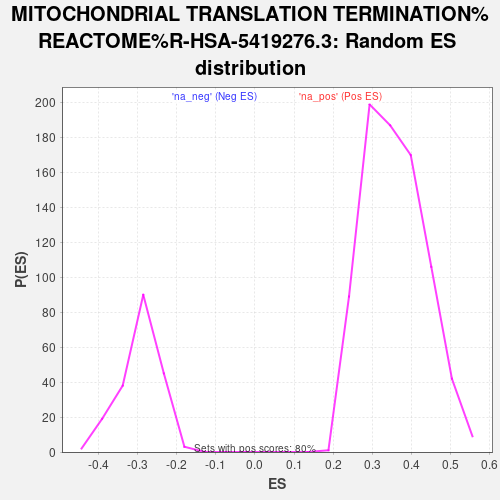 MITOCHONDRIAL TRANSLATION TERMINATION%
REACTOME%R-HSA-5419276.3: Random ES
distribution
'na_neg' (Neg ES)
'na_pos' (Pos ES)
200
180
160
140
120
100
80
60
40
20
0
P(ES)
Sets with pos scores: 80%
-0.4
-0.3
-0.2
-0.1
0.0
0.1
0.2
0.3
0.4
0.5
0.6
ES